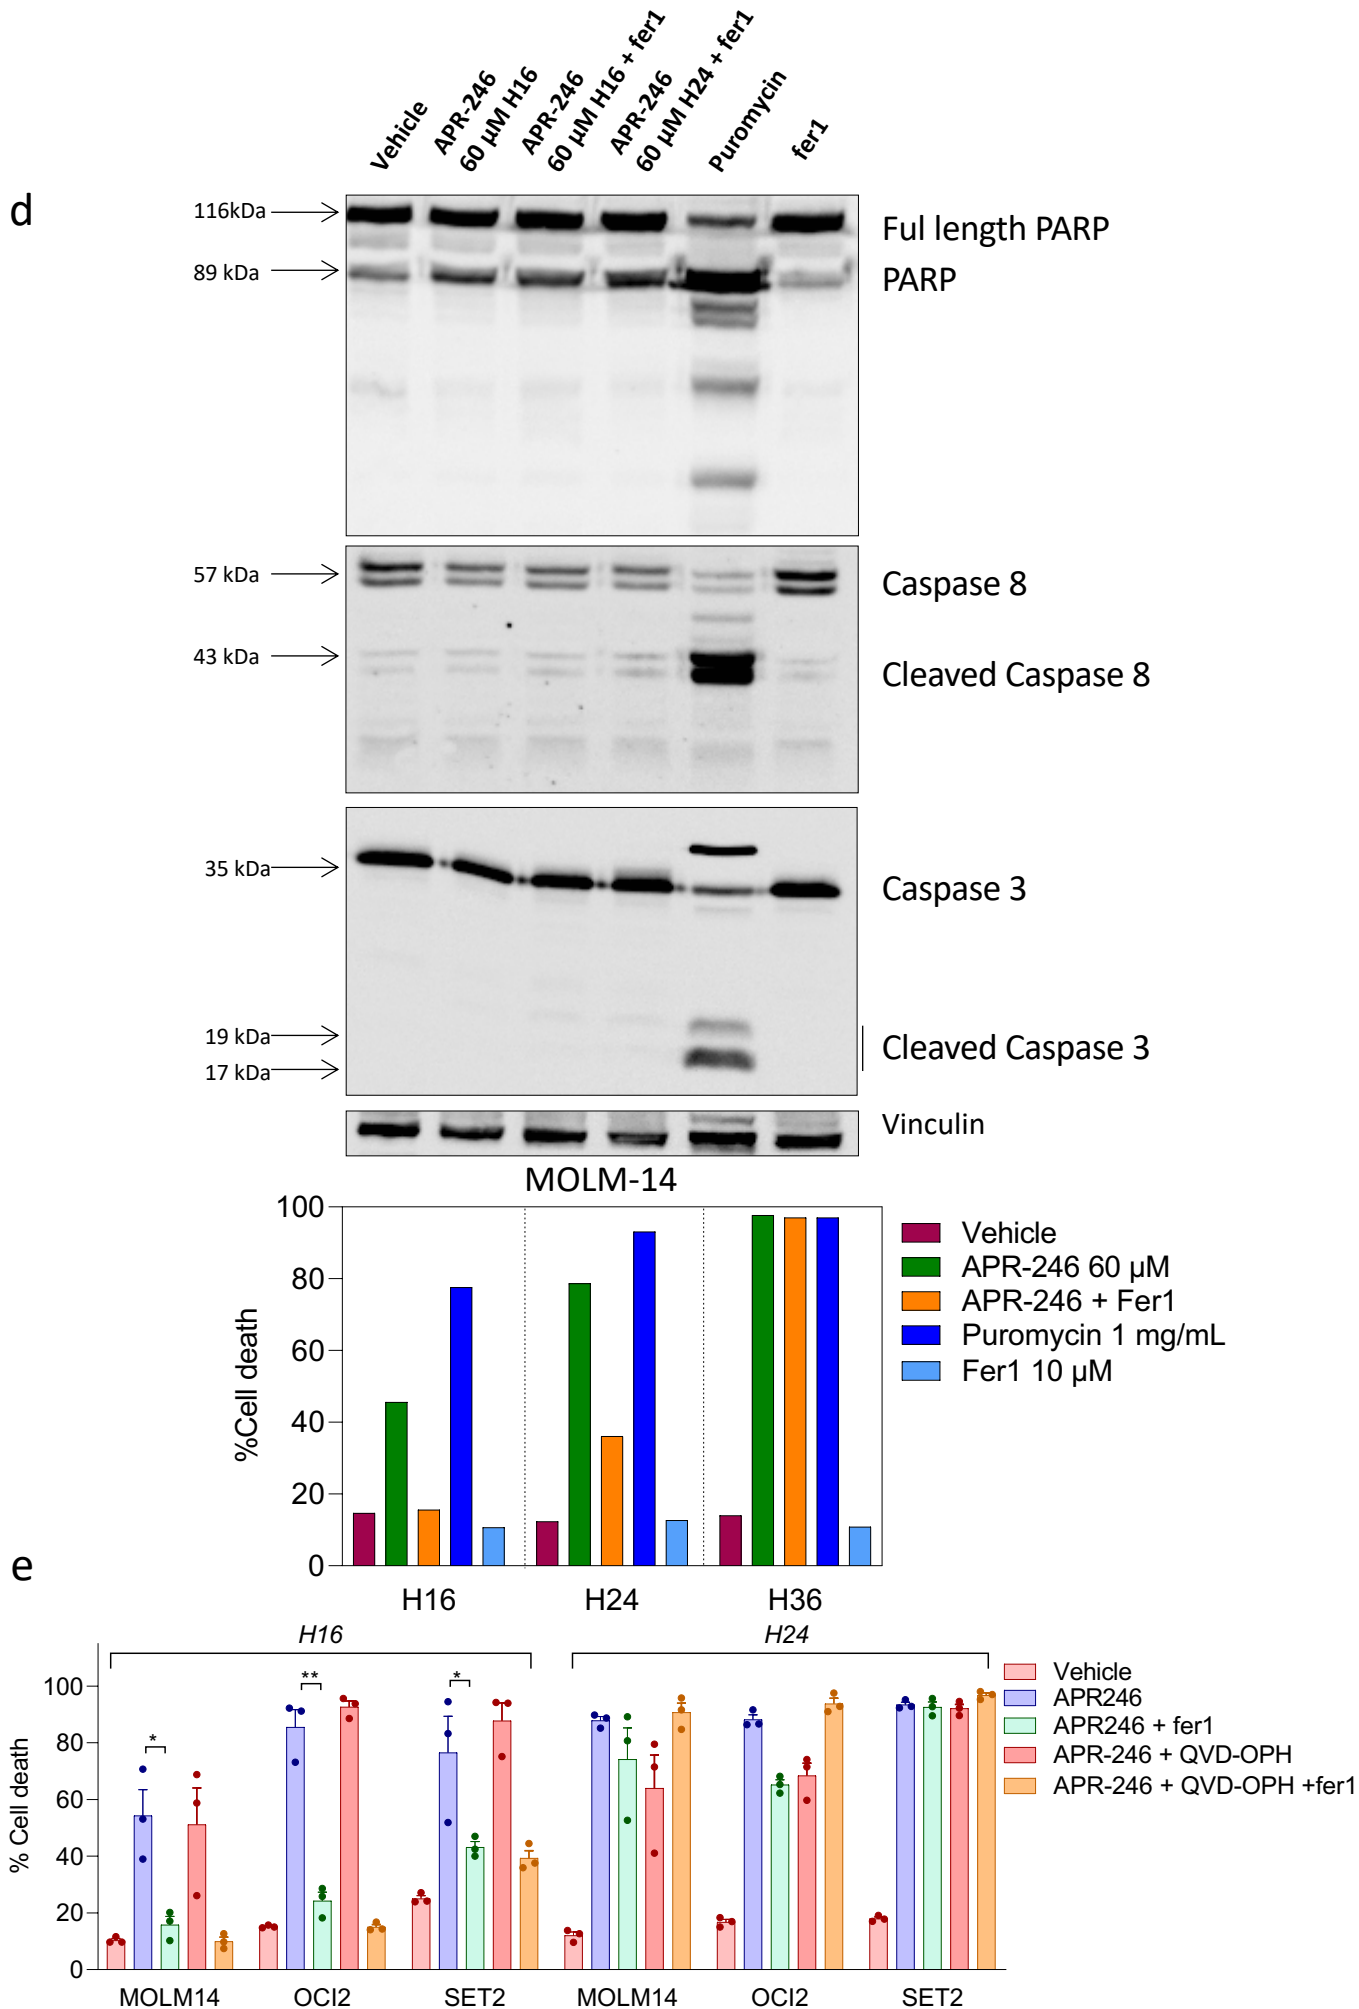 Vehicle
APR-246
60 µM H16
APR-246
60 µM H16 + fer1
APR-246
60 µM H24 + fer1
Puromycin
fer1
d
116kDa
Ful length PARP
89 kDa
PARP
57 kDa
Caspase 8
43 kDa
Cleaved Caspase 8
35 kDa
Caspase 3
19 kDa
Cleaved Caspase 3
17 kDa
Vinculin
MOLM-14
100
80
60
40
20
0
%Cell death
H16
H24
H36
Vehicle
APR-246 60 µM
APR-246 + Fer1
Puromycin 1 mg/mL
Fer1 10 µM
e
H16
H24
100
80
60
40
20
0
% Cell death
*
**
*
MOLM14
OCI2
SET2
MOLM14
OCI2
SET2
Vehicle
APR246
APR246 + fer1
APR-246 + QVD-OPH
APR-246 + QVD-OPH +fer1